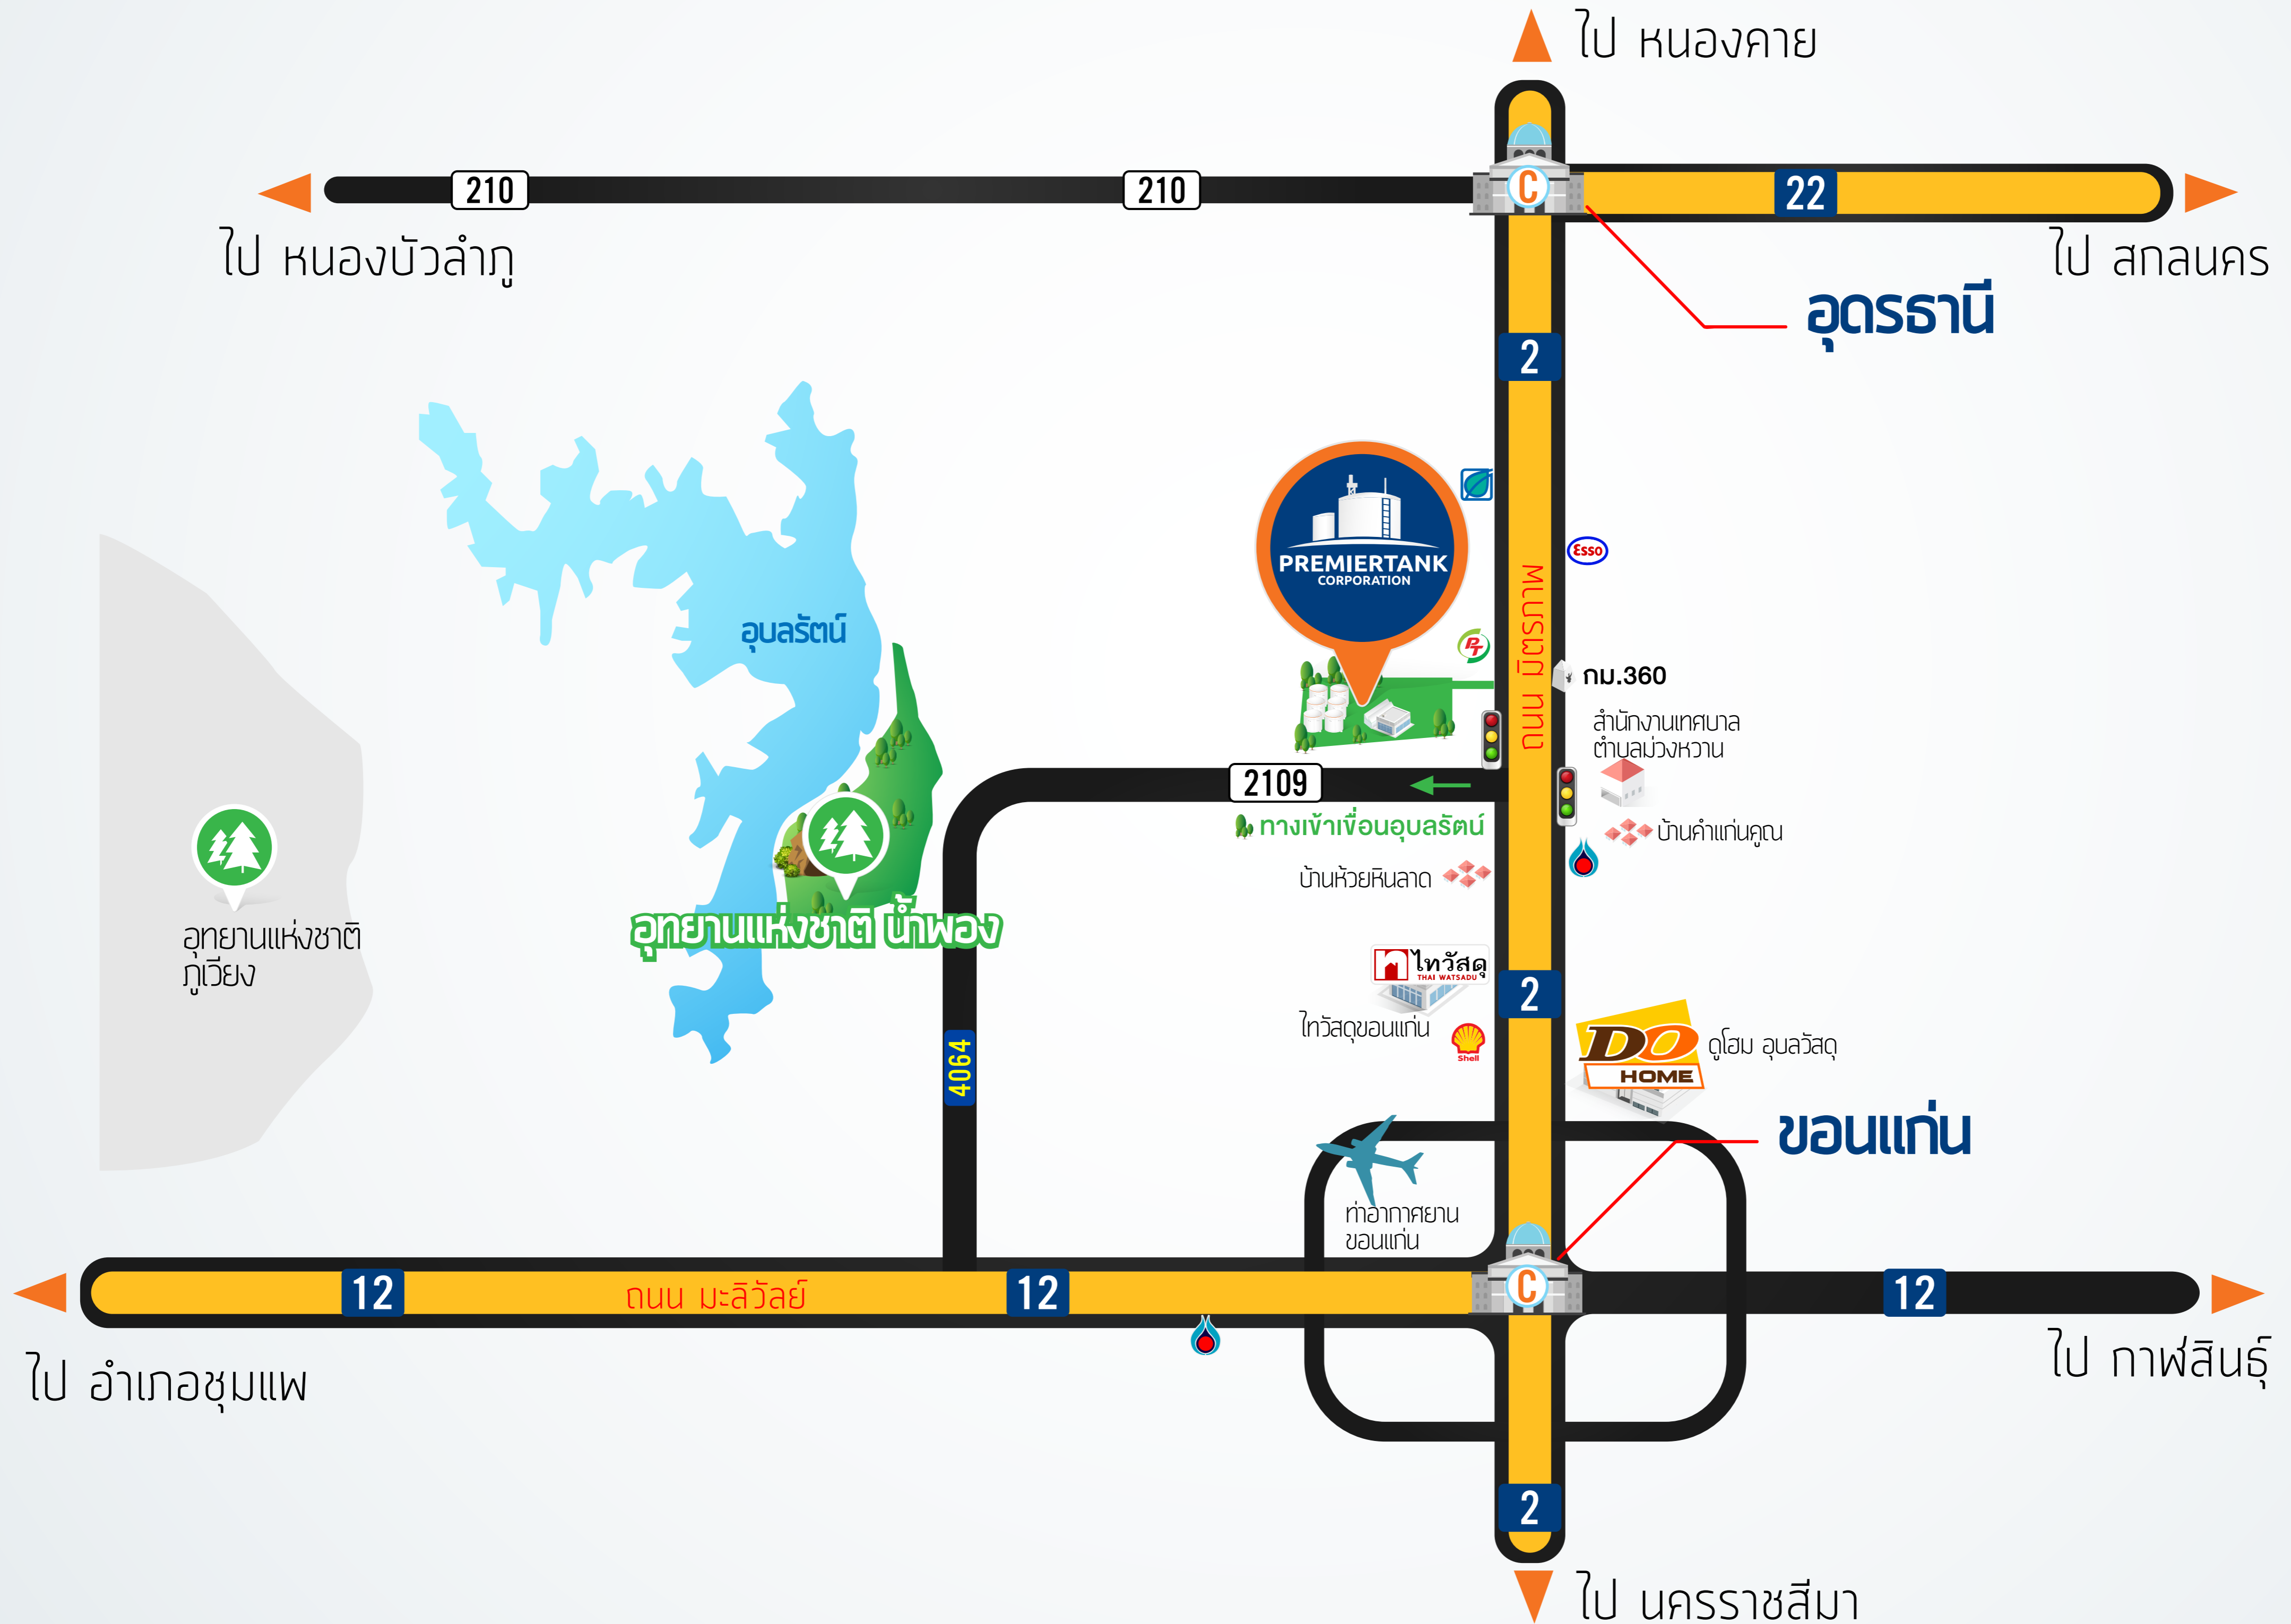 ไป หนองคาย
210
210
C
22
ไป หนองบัวลำภู
ไป สกลนคร
อุดรธานี
2
PREMIERTANK
CORPORATION
Esso
ถนน มิตรภาพ
อุบลรัตน์
PT
กม.360
สำนักงานเทศบาล
ตำบลม่วงหวาน
2109
ทางเข้าเขื่อนอุบลรัตน์
บ้านคำแก่นคูณ
บ้านห้วยหินลาด
อุทยานแห่งชาติ น้ำพอง
อุทยานแห่งชาติ
ภูเวียง
ไทวัสดุ
THAI WATSADU
2
ไทวัสดุขอนแก่น
Shell
DO
HOME
ดูโฮม อุบลวัสดุ
4064
ขอนแก่น
ท่าอากาศยาน
ขอนแก่น
12
ถนน มะลิวัลย์
12
C
12
ไป อำเภอชุมแพ
ไป กาฬสินธุ์
2
ไป นครราชสีมา